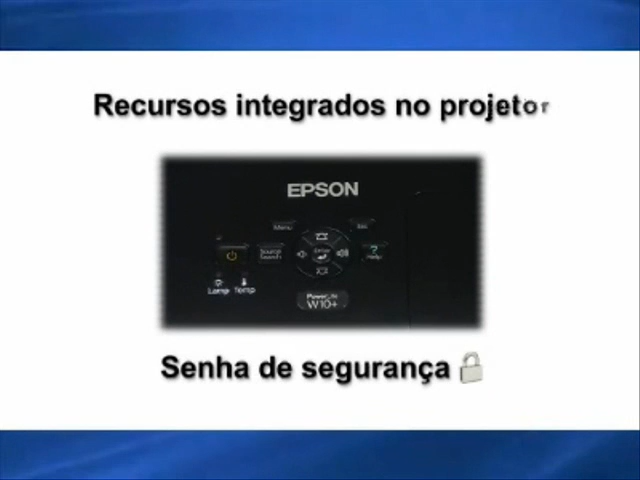 Recursos integrados no projetor
EPSON
Menu
Esc
Source
Search
Enter
?
Help
Lamp Temp
PowerLite
W10+
Senha de segurança